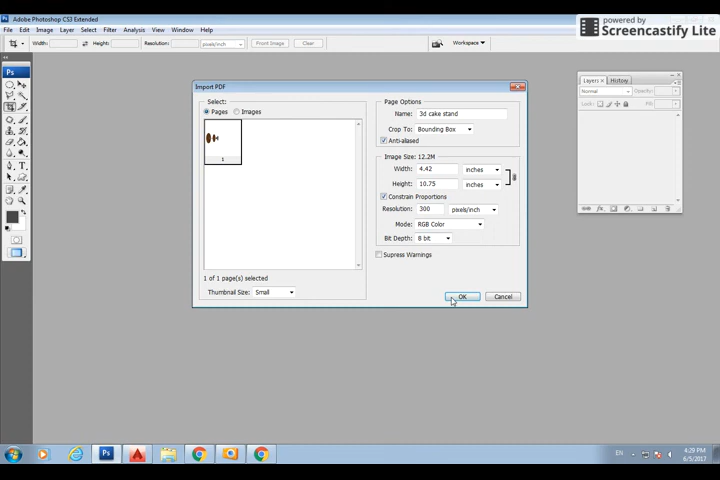 Adobe Photoshop CS3 Extended
powered by
Screencastify Lite
File Edit Image Layer Select Filter Analysis View Window Help
Width: Height: Resolution: pixels/inch Front Image Clear Workspace
Ps
Import PDF
Select:
Pages Images
1
1 of 1 page(s) selected
Thumbnail Size: Small
Page Options
Name: 3d cake stand
Crop To: Bounding Box
Anti-aliased
Image Size: 12.2M
Width: 4.42 inches
Height: 10.75 inches
Constrain Proportions
Resolution: 300 pixels/inch
Mode: RGB Color
Bit Depth: 8 bit
Supress Warnings
OK Cancel
Layers History
Normal Opacity:
Lock: Fill:
Ps
EN
4:29 PM
6/5/2017